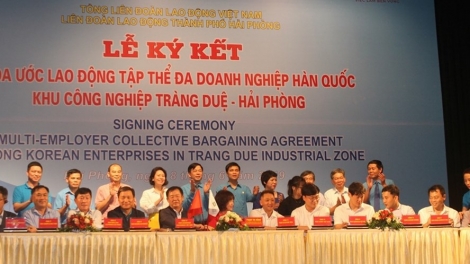 TỔNG LIÊN ĐOÀN LAO ĐỘNG VIỆT NAM
LIÊN ĐOÀN LAO ĐỘNG THÀNH PHỐ HẢI PHÒNG
LỄ KÝ KẾT
ƯỚC LAO ĐỘNG TẬP THỂ ĐA DOANH NGHIỆP HÀN QUỐC
KHU CÔNG NGHIỆP TRÀNG DUỆ - HẢI PHÒNG
SIGNING CEREMONY
MULTI-EMPLOYER COLLECTIVE BARGAINING AGREEMENT
ONG KOREAN ENTERPRISES IN TRANG DUE INDUSTRIAL ZONE